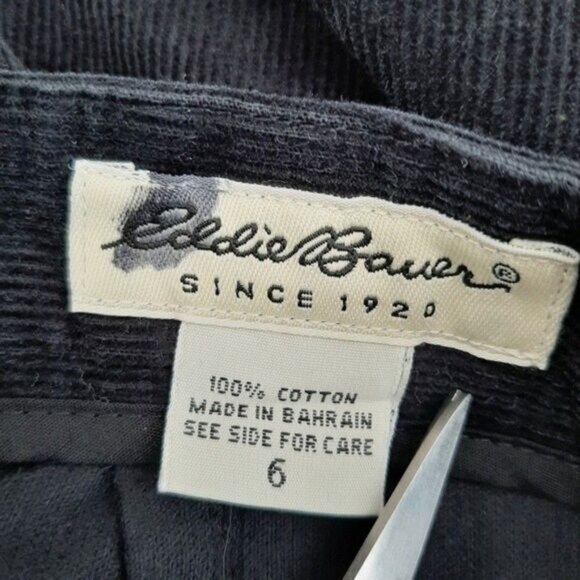 Eddie Bauer®
SINCE 1920
100% COTTON
MADE IN BAHRAIN
SEE SIDE FOR CARE
6